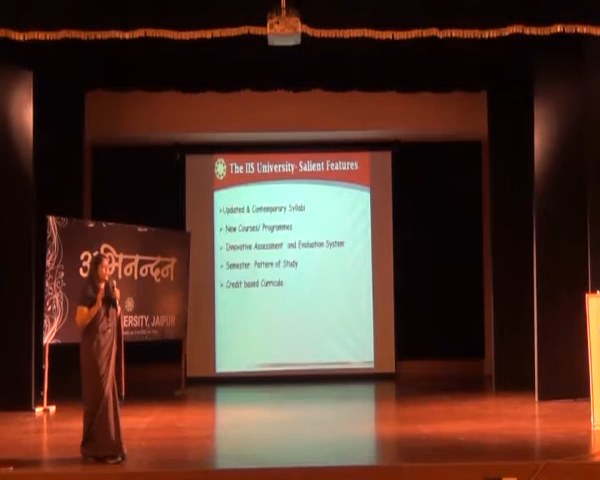 The IIS University- Salient Features
Updated & Contemporary Syllabi
New Courses/ Programmes
Innovative Assessment and Evaluation System
Semester Pattern of Study
Credit based Curricula
अभिनन्दन
ERSITY, JAIPUR